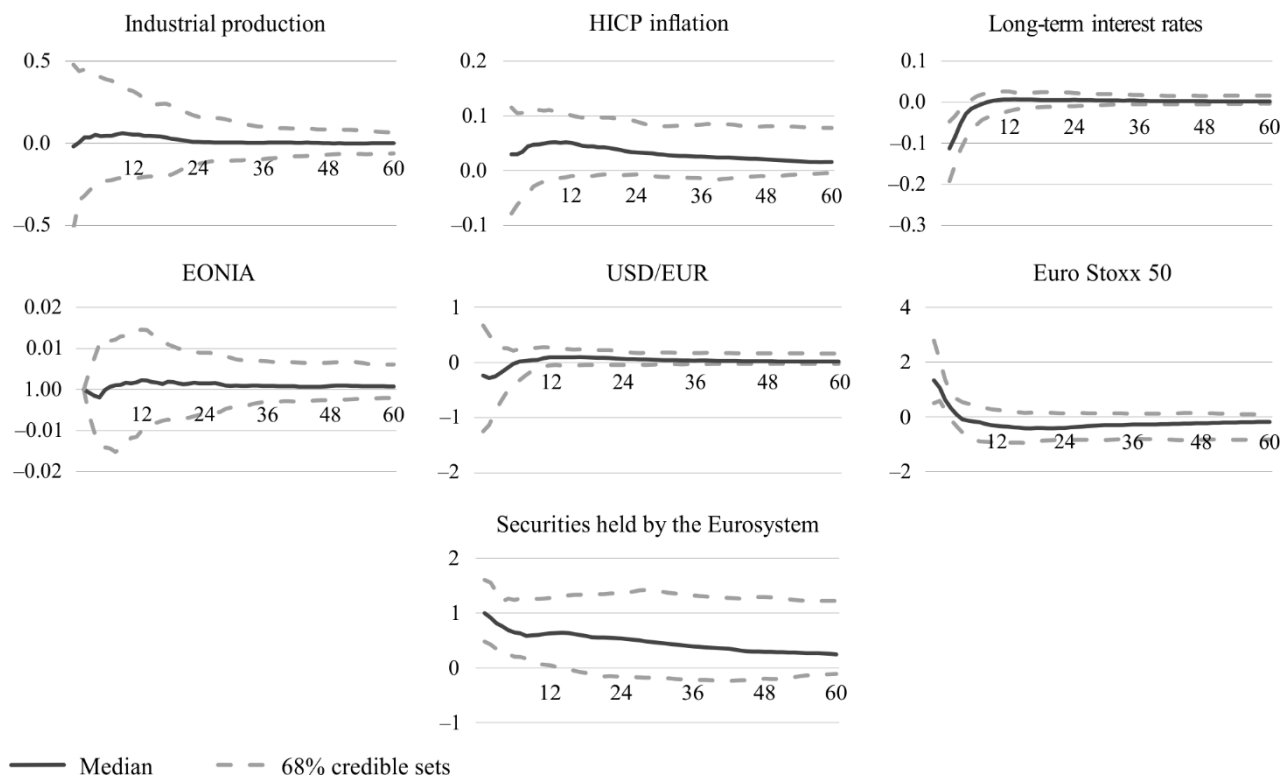 Industrial production
0.5
0.0
–0.5
12 24 36 48 60
HICP inflation
0.2
0.1
0.0
–0.1
12 24 36 48 60
Long-term interest rates
0.1
0.0
–0.1
–0.2
–0.3
12 24 36 48 60
EONIA
0.02
0.01
1.00
–0.01
–0.02
12 24 36 48 60
USD/EUR
1
0
–1
–2
12 24 36 48 60
Euro Stoxx 50
4
2
0
–2
12 24 36 48 60
Securities held by the Eurosystem
2
1
0
–1
12 24 36 48 60
Median 68% credible sets